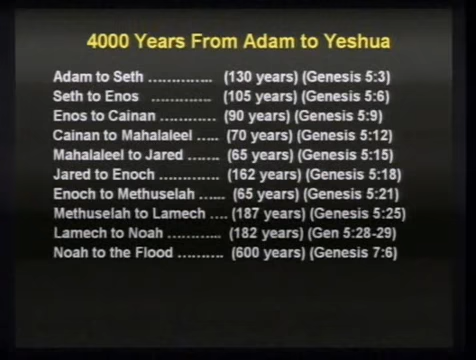 4000 Years From Adam to Yeshua
Adam to Seth .............. (130 years) (Genesis 5:3)
Seth to Enos .............. (105 years) (Genesis 5:6)
Enos to Cainan ............ (90 years) (Genesis 5:9)
Cainan to Mahalaleel ..... (70 years) (Genesis 5:12)
Mahalaleel to Jared ....... (65 years) (Genesis 5:15)
Jared to Enoch ............ (162 years) (Genesis 5:18)
Enoch to Methuselah ...... (65 years) (Genesis 5:21)
Methuselah to Lamech .... (187 years) (Genesis 5:25)
Lamech to Noah ............ (182 years) (Gen 5:28-29)
Noah to the Flood .......... (600 years) (Genesis 7:6)